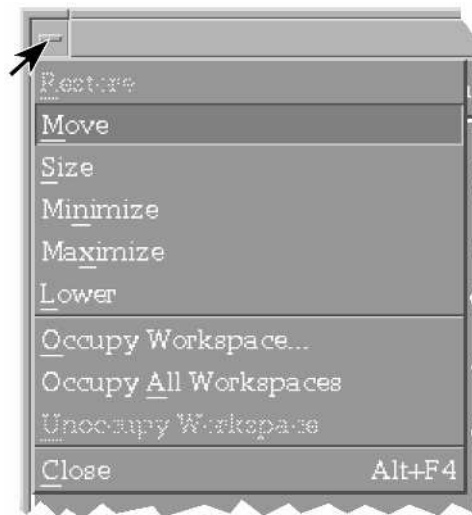 Restore
Move
Size
Minimize
Maximize
Lower
Occupy Workspace...
Occupy All Workspaces
Unoccupy Workspace
Close Alt+F4